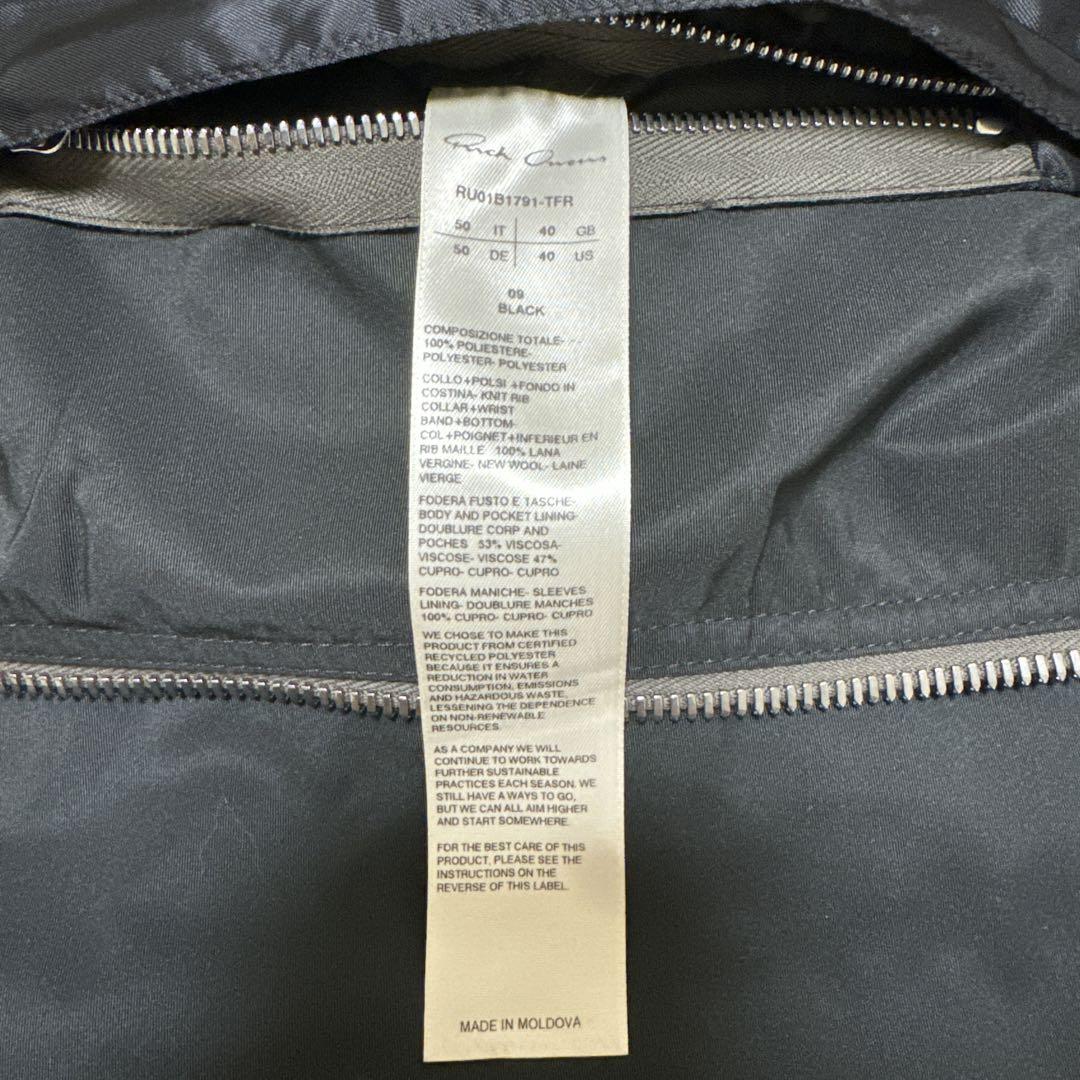 Rick Owens
RU01B1791-TFR
50 IT 40 GB
50 DE 40 US
09
BLACK
COMPOSIZIONE TOTALE- - -
100% POLIESTERE-
POLYESTER- POLYESTER
COLLO+POLSI +FONDO IN
COSTINA- KNIT RIB
COLLAR+WRIST
BAND+BOTTOM-
COL+POIGNET+INFERIEUR EN
RIB MAILLE 100% LANA
VERGINE- NEW WOOL- LAINE
VIERGE
FODERA FUSTO E TASCHE-
BODY AND POCKET LINING-
DOUBLURE CORP AND
POCHES 53% VISCOSA-
VISCOSE- VISCOSE 47%
CUPRO- CUPRO- CUPRO
FODERA MANICHE- SLEEVES
LINING- DOUBLURE MANCHES
100% CUPRO- CUPRO- CUPRO
WE CHOSE TO MAKE THIS
PRODUCT FROM CERTIFIED
RECYCLED POLYESTER
BECAUSE IT ENSURES A
REDUCTION IN WATER
CONSUMPTION, EMISSIONS
AND HAZARDOUS WASTE,
LESSENING THE DEPENDENCE
ON NON-RENEWABLE
RESOURCES.
AS A COMPANY WE WILL
CONTINUE TO WORK TOWARDS
FURTHER SUSTAINABLE
PRACTICES EACH SEASON. WE
STILL HAVE A WAYS TO GO,
BUT WE CAN ALL AIM HIGHER
AND START SOMEWHERE.
FOR THE BEST CARE OF THIS
PRODUCT, PLEASE SEE THE
INSTRUCTIONS ON THE
REVERSE OF THIS LABEL.
MADE IN MOLDOVA